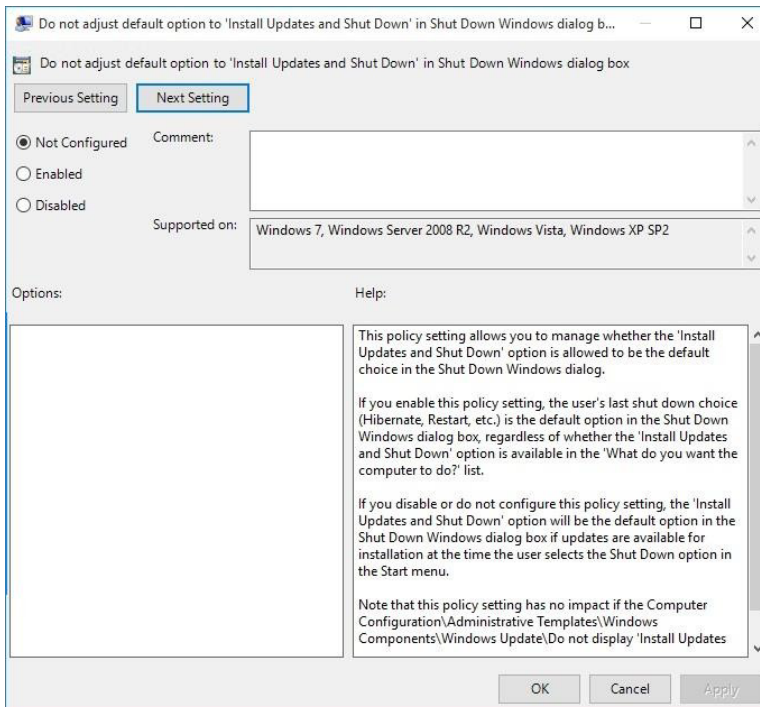 Do not adjust default option to 'Install Updates and Shut Down' in Shut Down Windows dialog b...
Do not adjust default option to 'Install Updates and Shut Down' in Shut Down Windows dialog box
Previous Setting
Next Setting
Not Configured
Enabled
Disabled
Comment:
Supported on:
Windows 7, Windows Server 2008 R2, Windows Vista, Windows XP SP2
Options:
Help:
This policy setting allows you to manage whether the 'Install
Updates and Shut Down' option is allowed to be the default
choice in the Shut Down Windows dialog.
If you enable this policy setting, the user's last shut down choice
(Hibernate, Restart, etc.) is the default option in the Shut Down
Windows dialog box, regardless of whether the 'Install Updates
and Shut Down' option is available in the 'What do you want the
computer to do?' list.
If you disable or do not configure this policy setting, the 'Install
Updates and Shut Down' option will be the default option in the
Shut Down Windows dialog box if updates are available for
installation at the time the user selects the Shut Down option in
the Start menu.
Note that this policy setting has no impact if the Computer
Configuration\Administrative Templates\Windows
Components\Windows Update\Do not display 'Install Updates
OK
Cancel
Apply